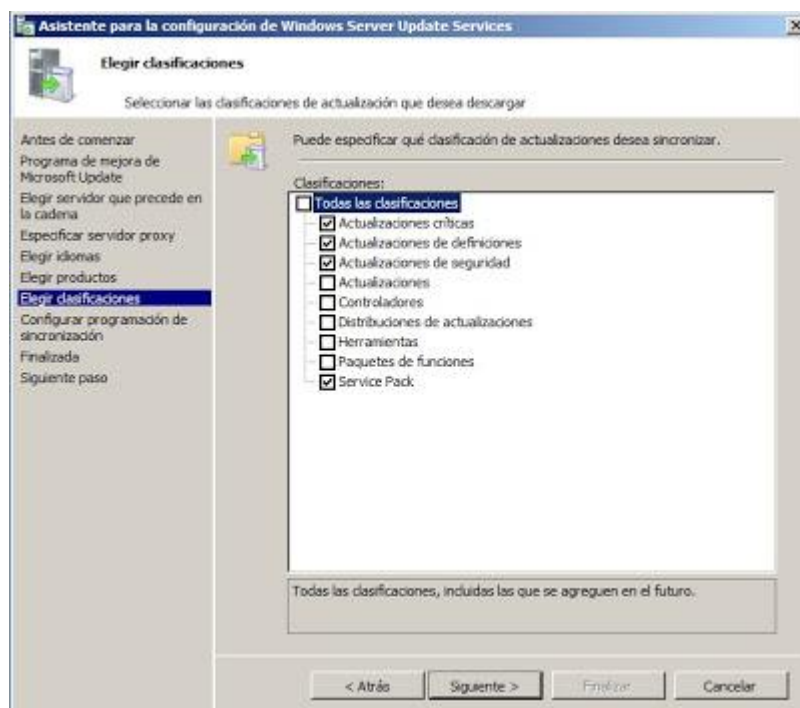 Asistente para la configuración de Windows Server Update Services
Elegir clasificaciones
Seleccionar las clasificaciones de actualización que desea descargar
Antes de comenzar
Programa de mejora de
Microsoft Update
Elegir servidor que precede en
la cadena
Especificar servidor proxy
Elegir idiomas
Elegir productos
Elegir clasificaciones
Configurar programación de
sincronización
Finalizada
Siguiente paso
Puede especificar qué clasificación de actualizaciones desea sincronizar.
Clasificaciones:
Todas las clasificaciones
Actualizaciones críticas
Actualizaciones de definiciones
Actualizaciones de seguridad
Actualizaciones
Controladores
Distribuciones de actualizaciones
Herramientas
Paquetes de funciones
Service Pack
Todas las clasificaciones, incluidas las que se agreguen en el futuro.
< Atrás
Siguiente >
Finalizar
Cancelar